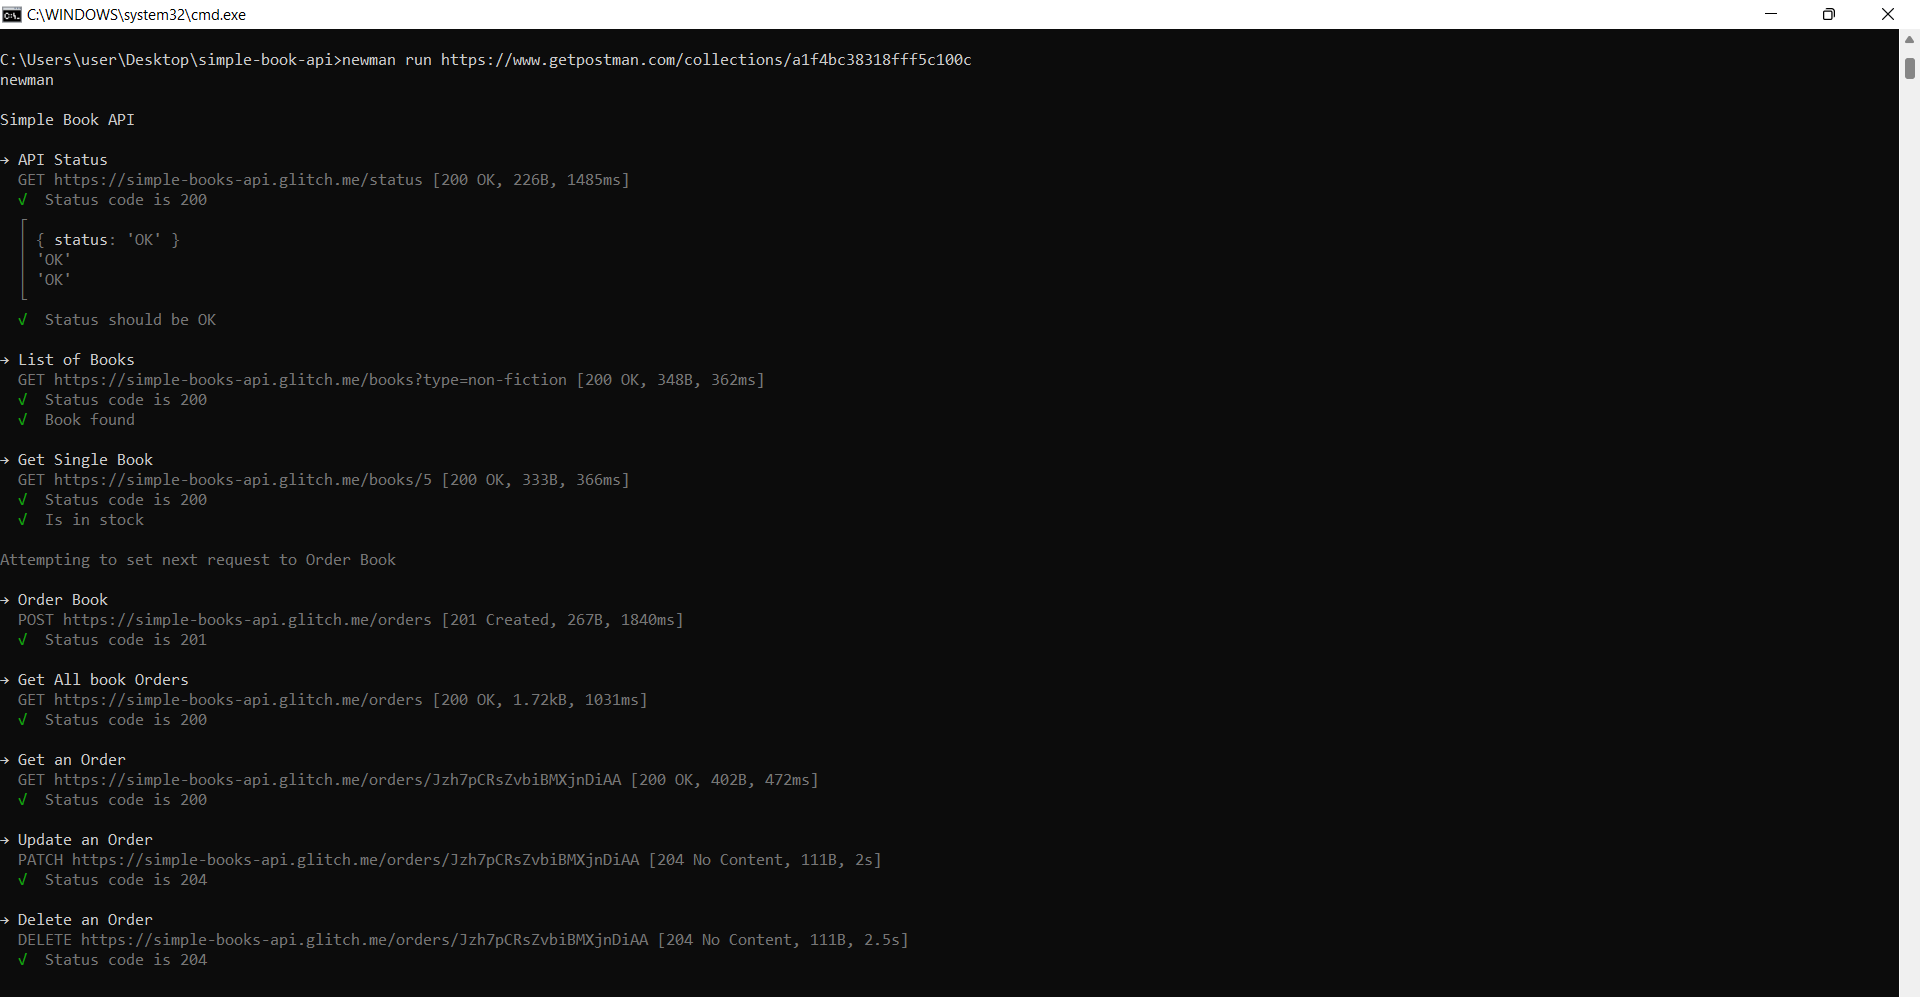 C:\WINDOWS\system32\cmd.exe
C:\Users\user\Desktop\simple-book-api>newman run https://www.getpostman.com/collections/a1f4bc38318fff5c100c
newman
Simple Book API
→ API Status
GET https://simple-books-api.glitch.me/status [200 OK, 226B, 1485ms]
√ Status code is 200
{ status: 'OK' }
'OK'
'OK'
√ Status should be OK
→ List of Books
GET https://simple-books-api.glitch.me/books?type=non-fiction [200 OK, 348B, 362ms]
√ Status code is 200
√ Book found
→ Get Single Book
GET https://simple-books-api.glitch.me/books/5 [200 OK, 333B, 366ms]
√ Status code is 200
√ Is in stock
Attempting to set next request to Order Book
→ Order Book
POST https://simple-books-api.glitch.me/orders [201 Created, 267B, 1840ms]
√ Status code is 201
→ Get All book Orders
GET https://simple-books-api.glitch.me/orders [200 OK, 1.72kB, 1031ms]
√ Status code is 200
→ Get an Order
GET https://simple-books-api.glitch.me/orders/Jzh7pCRsZvbiBMXjnDiAA [200 OK, 402B, 472ms]
√ Status code is 200
→ Update an Order
PATCH https://simple-books-api.glitch.me/orders/Jzh7pCRsZvbiBMXjnDiAA [204 No Content, 111B, 2s]
√ Status code is 204
→ Delete an Order
DELETE https://simple-books-api.glitch.me/orders/Jzh7pCRsZvbiBMXjnDiAA [204 No Content, 111B, 2.5s]
√ Status code is 204